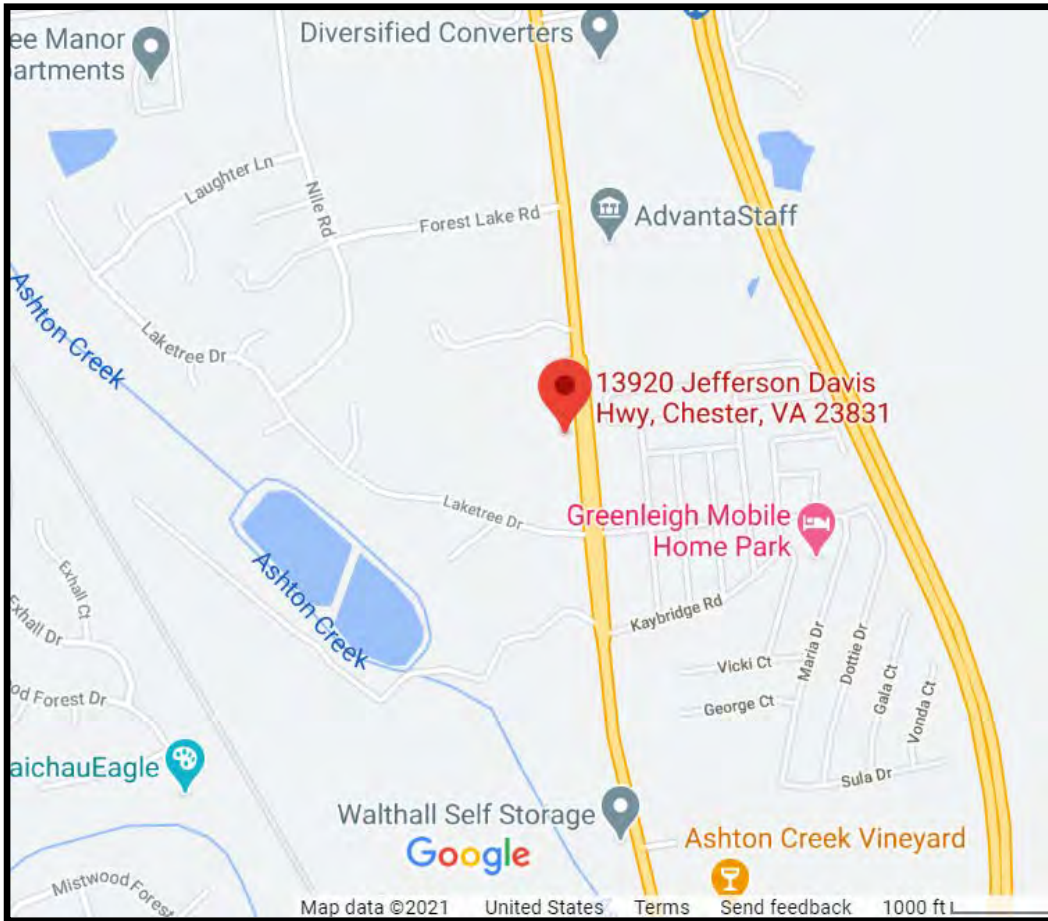 ee Manor
partments
Diversified Converters
Laughter Ln
Nile Rd
Forest Lake Rd
AdvantaStaff
Ashton Creek
Laketree Dr
13920 Jefferson Davis
Hwy, Chester, VA 23831
Laketree Dr
Greenleigh Mobile
Home Park
Ashton Creek
Exhall Ct
Exhall Dr
Kaybridge Rd
Vicki Ct
Maria Dr
Dottie Dr
Gala Ct
Vonda Ct
George Ct
od Forest Dr
aichauEagle
Sula Dr
Walthall Self Storage
Ashton Creek Vineyard
Google
Mistwood Forest
Map data ©2021 United States Terms Send feedback 1000 ft